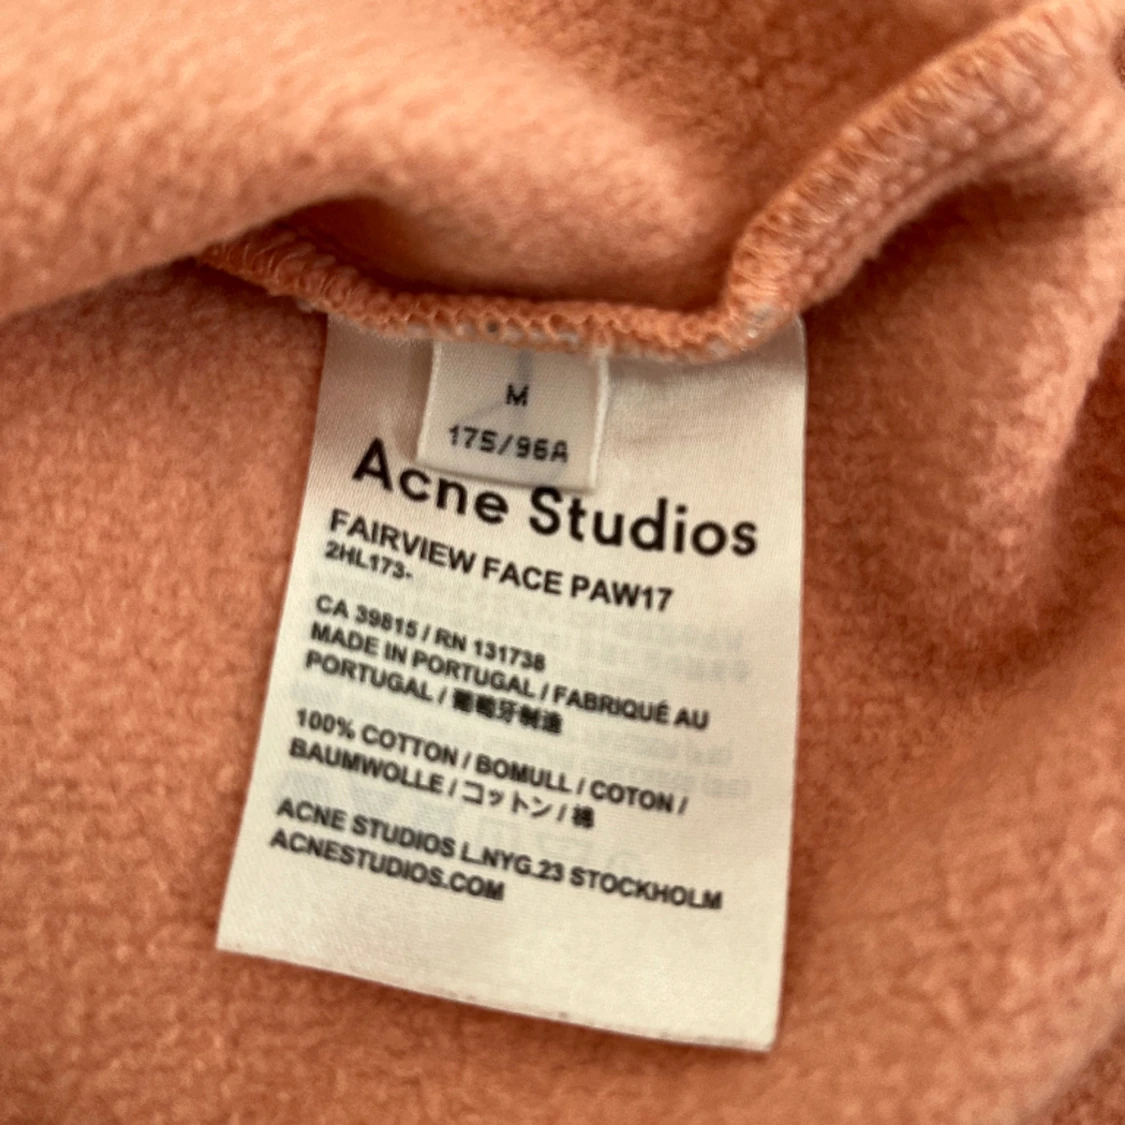 M
175/96A
Acne Studios
FAIRVIEW FACE PAW17
2HL173-
CA 39815 / RN 131738
MADE IN PORTUGAL / FABRIQUÉ AU
PORTUGAL / 葡萄牙制造
100% COTTON / BOMULL / COTON /
BAUMWOLLE / コットン / 棉
ACNE STUDIOS L.NYG.23 STOCKHOLM
ACNESTUDIOS.COM